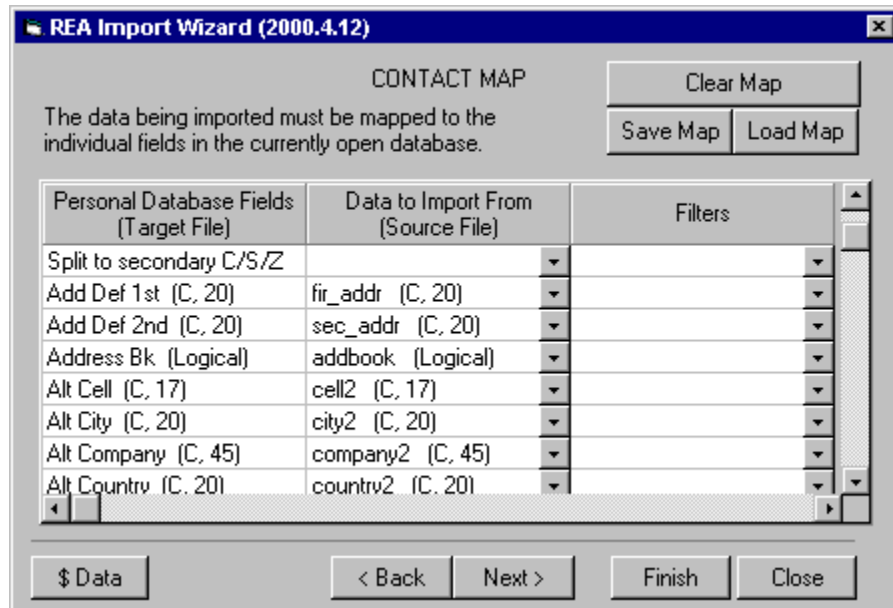 REA Import Wizard (2000.4.12)
CONTACT MAP
Clear Map
The data being imported must be mapped to the
individual fields in the currently open database.
Save Map
Load Map
Personal Database Fields
(Target File)
Data to Import From
(Source File)
Filters
Split to secondary C/S/Z
Add Def 1st (C, 20) fir_addr (C, 20)
Add Def 2nd (C, 20) sec_addr (C, 20)
Address Bk (Logical) addbook (Logical)
Alt Cell (C, 17) cell2 (C, 17)
Alt City (C, 20) city2 (C, 20)
Alt Company (C, 45) company2 (C, 45)
Alt Country (C, 20) country2 (C, 20)
$ Data
< Back
Next >
Finish
Close